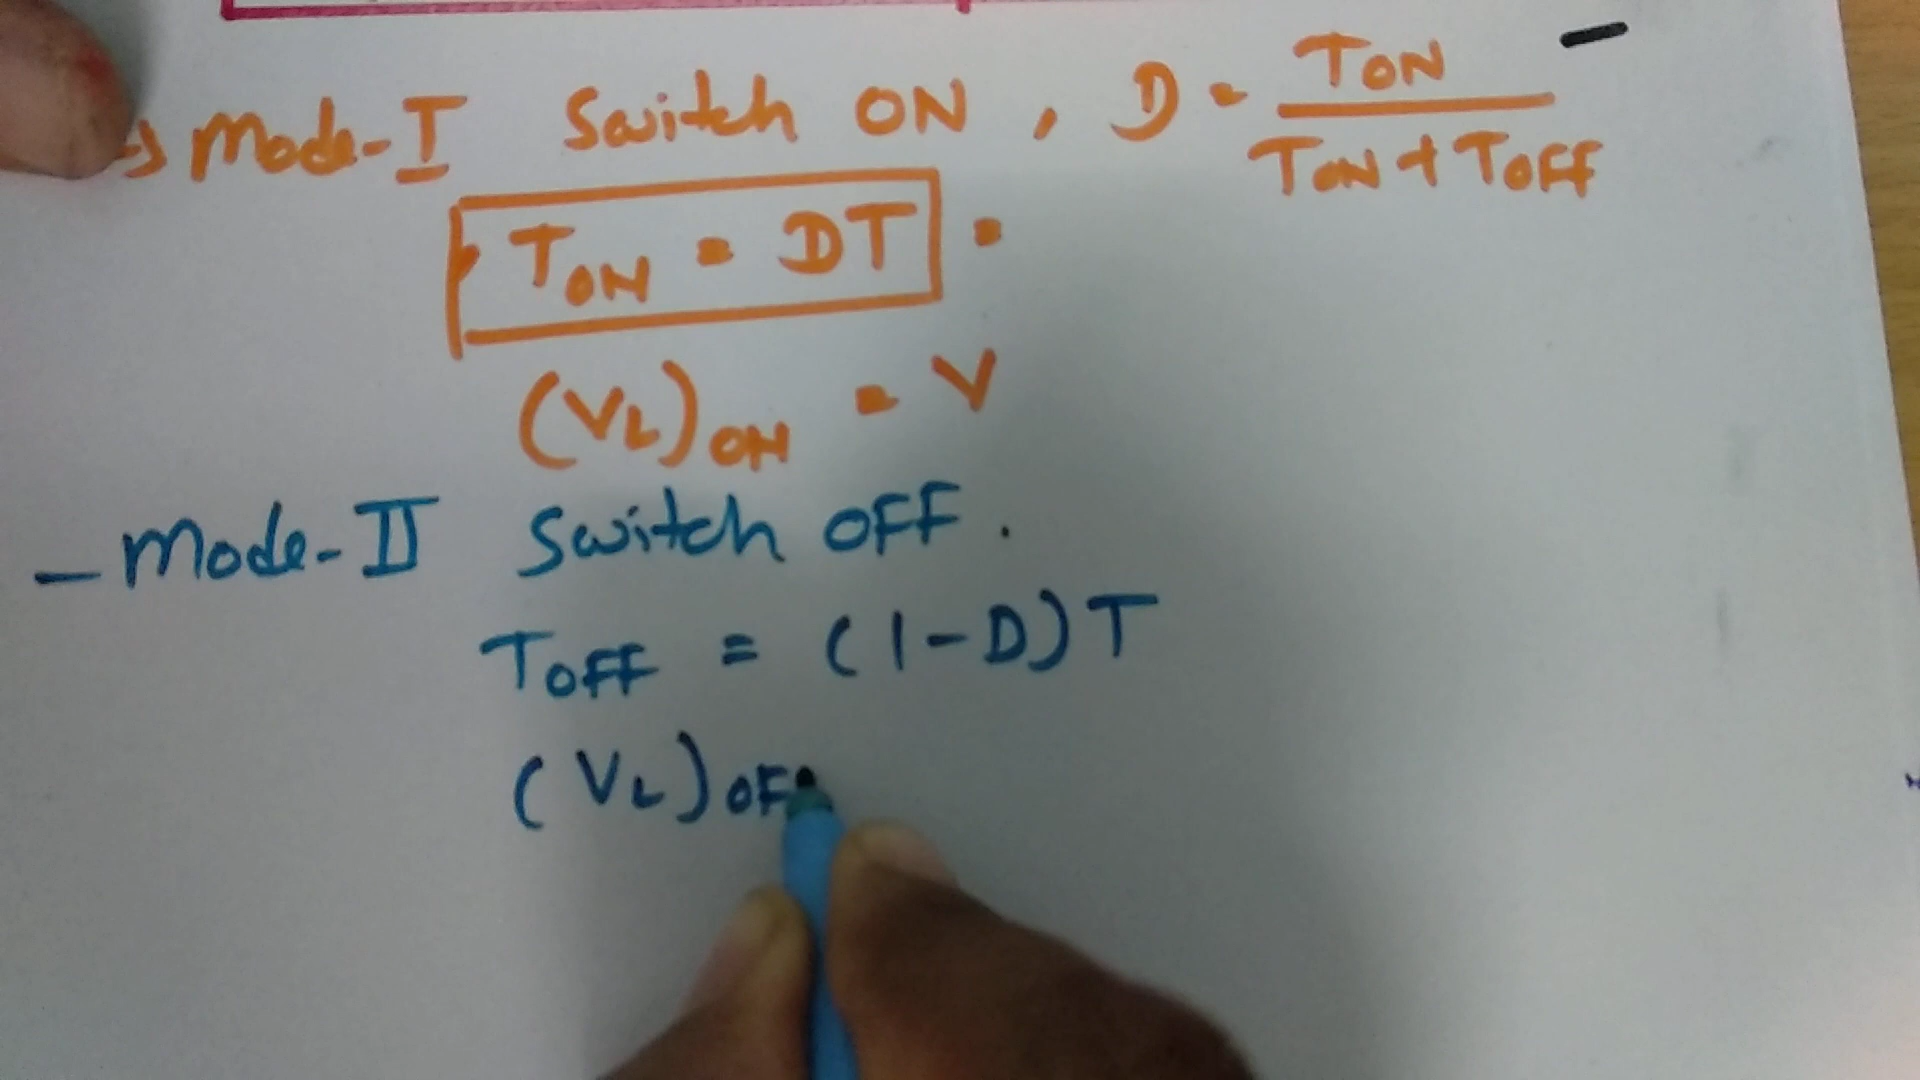 → Mode-I Switch ON , D = TON / TON + TOFF
TON = DT
(VL)ON = V
- Mode-II Switch OFF.
TOFF = (1-D)T
(VL)OF